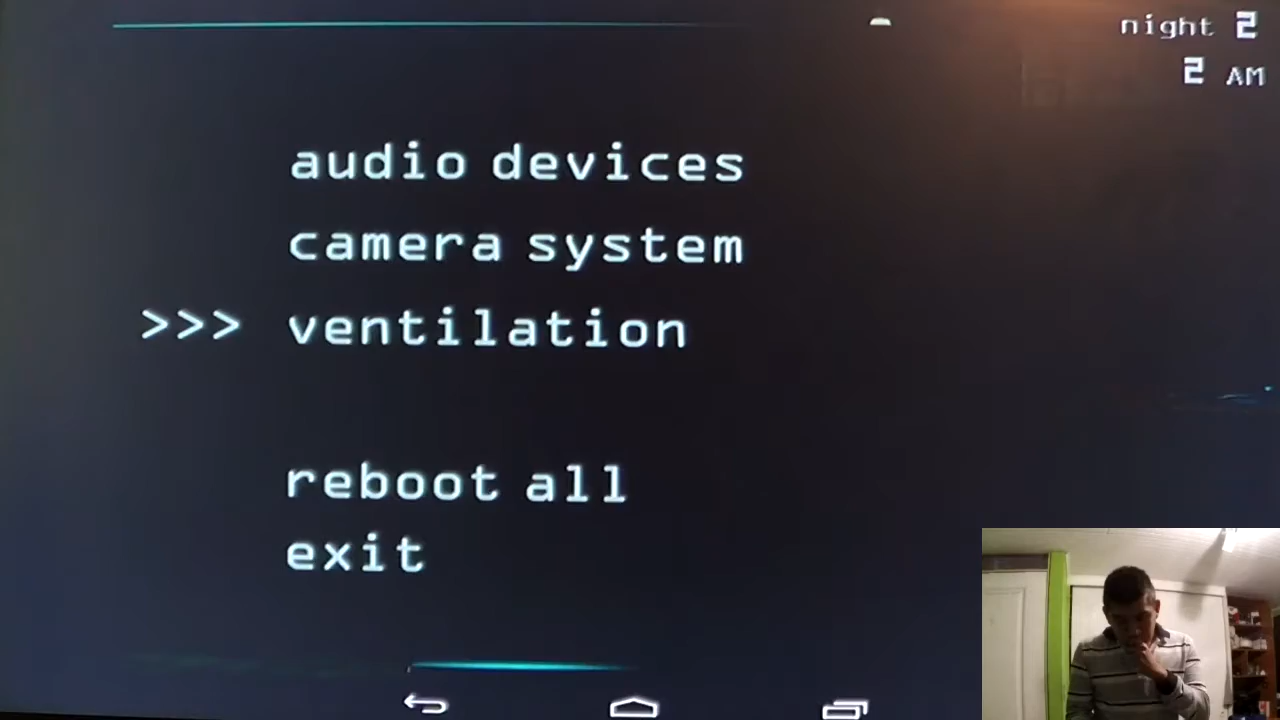 night 2
2 AM
audio devices
camera system
>>> ventilation
reboot all
exit